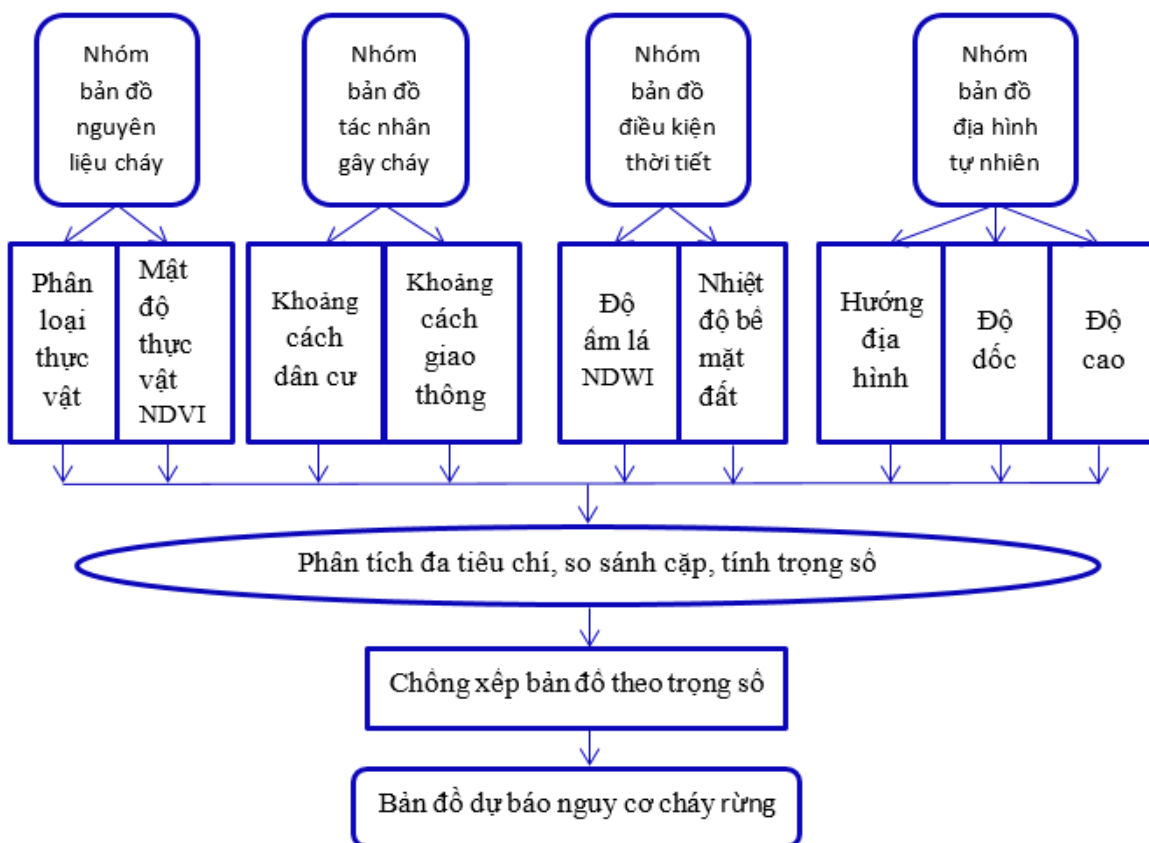 Nhóm
bản đồ
nguyên
liệu cháy
Nhóm
bản đồ
tác nhân
gây cháy
Nhóm
bản đồ
điều kiện
thời tiết
Nhóm
bản đồ
địa hình
tự nhiên
Phân
loại
thực
vật
Mật
độ
thực
vật
NDVI
Khoảng
cách
dân cư
Khoảng
cách
giao
thông
Độ
ẩm lá
NDWI
Nhiệt
độ bề
mặt
đất
Hướng
địa
hình
Độ
dốc
Độ
cao
Phân tích đa tiêu chí, so sánh cặp, tính trọng số
Chồng xếp bản đồ theo trọng số
Bản đồ dự báo nguy cơ cháy rừng